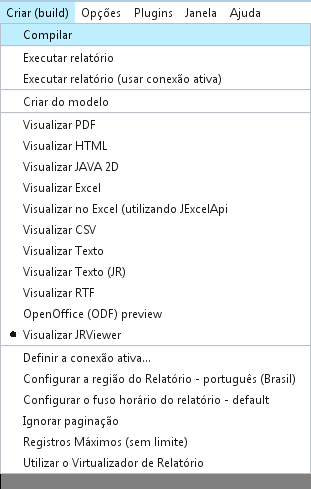 Criar (build) Opções Plugins Janela Ajuda
Compilar
Executar relatório
Executar relatório (usar conexão ativa)
Criar do modelo
Visualizar PDF
Visualizar HTML
Visualizar JAVA 2D
Visualizar Excel
Visualizar no Excel (utilizando JExcelApi
Visualizar CSV
Visualizar Texto
Visualizar Texto (JR)
Visualizar RTF
OpenOffice (ODF) preview
Visualizar JRViewer
Definir a conexão ativa...
Configurar a região do Relatório - português (Brasil)
Configurar o fuso horário do relatório - default
Ignorar paginação
Registros Máximos (sem limite)
Utilizar o Virtualizador de Relatório